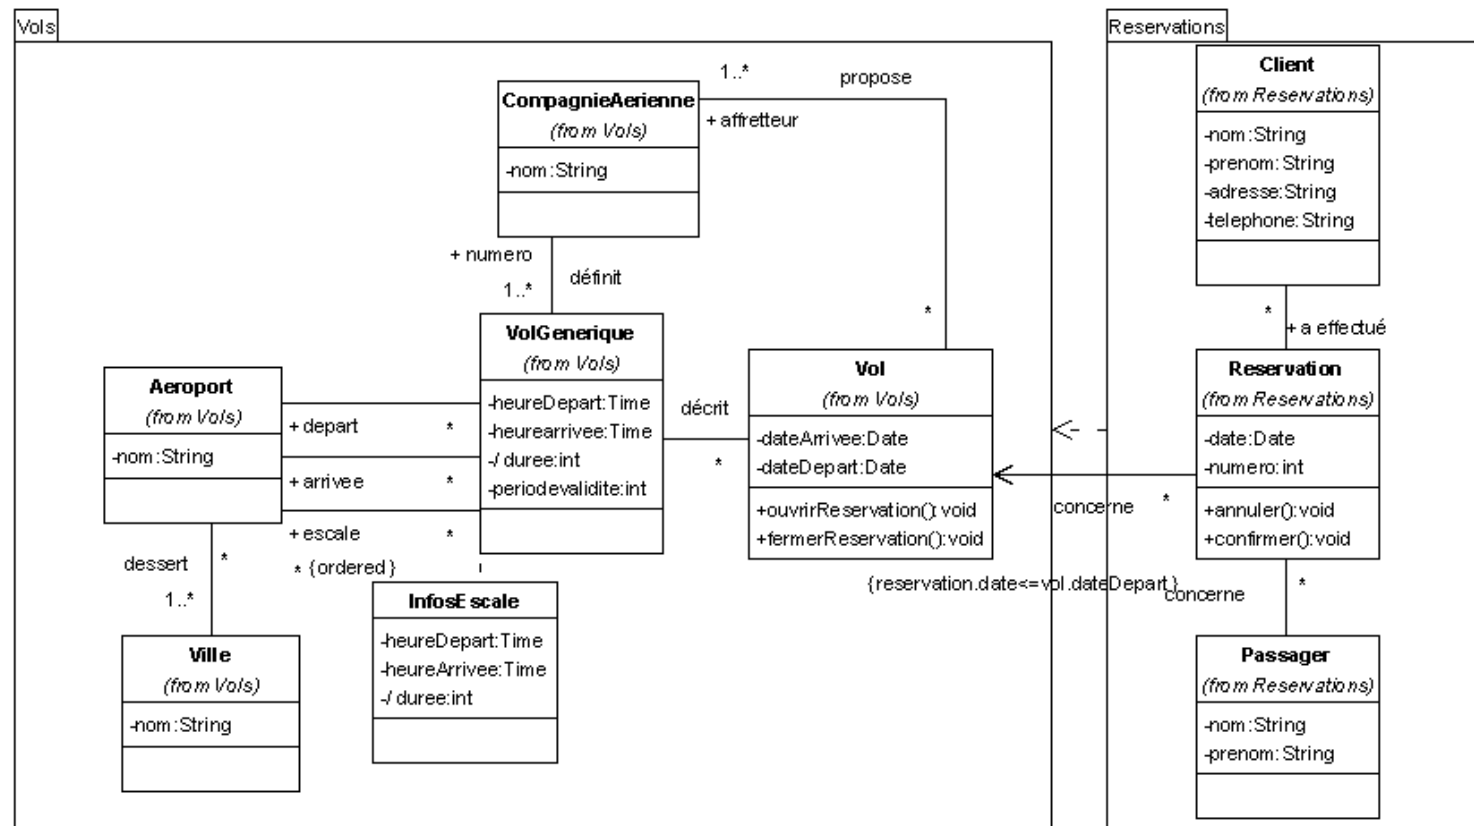 Vols
Reservations
1..*
propose
CompagnieAerienne
(from Vols)
-nom:String
+ affretteur
Client
(from Reservations)
-nom:String
-prenom:String
-adresse:String
-telephone:String
+ numero
définit
1..*
*
*
+ a effectué
VolGenerique
(from Vols)
-heureDepart:Time
-heurearrivee:Time
-/ duree:int
-periodevalidite:int
Aeroport
(from Vols)
-nom:String
+ depart
*
+ arrivee
*
+ escale
*
* {ordered}
décrit
*
Vol
(from Vols)
-dateArrivee:Date
-dateDepart:Date
+ouvrirReservation():void
+fermerReservation():void
Reservation
(from Reservations)
-date:Date
-numero:int
+annuler():void
+confirmer():void
concerne
*
{reservation.date<=vol.dateDepart}
concerne
*
dessert
*
1..*
InfosEscale
-heureDepart:Time
-heureArrivee:Time
-/ duree:int
Ville
(from Vols)
-nom:String
Passager
(from Reservations)
-nom:String
-prenom:String